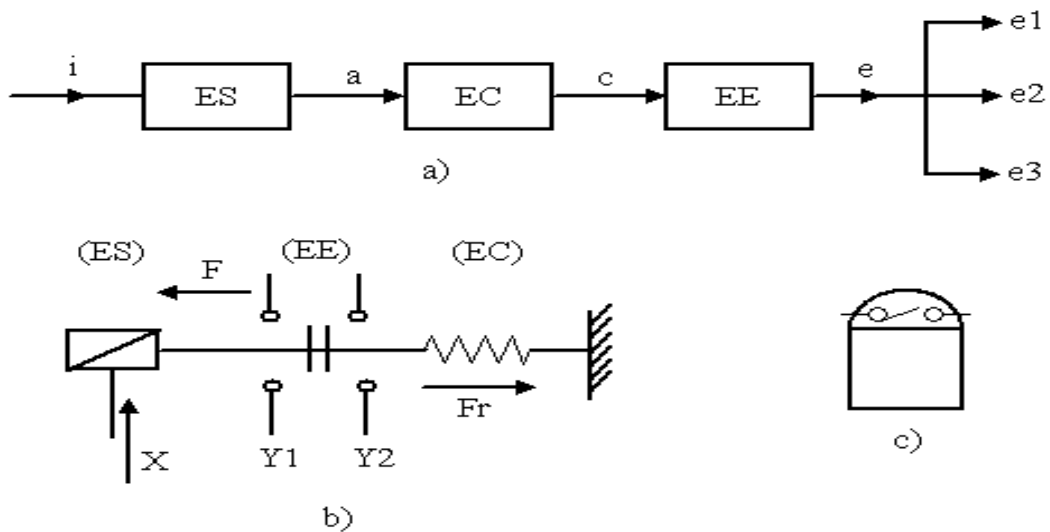 e1
i ES a EC c EE e e2
a)
e3
(ES) (EE) (EC)
F
Fr
X Y1 Y2
c)
b)